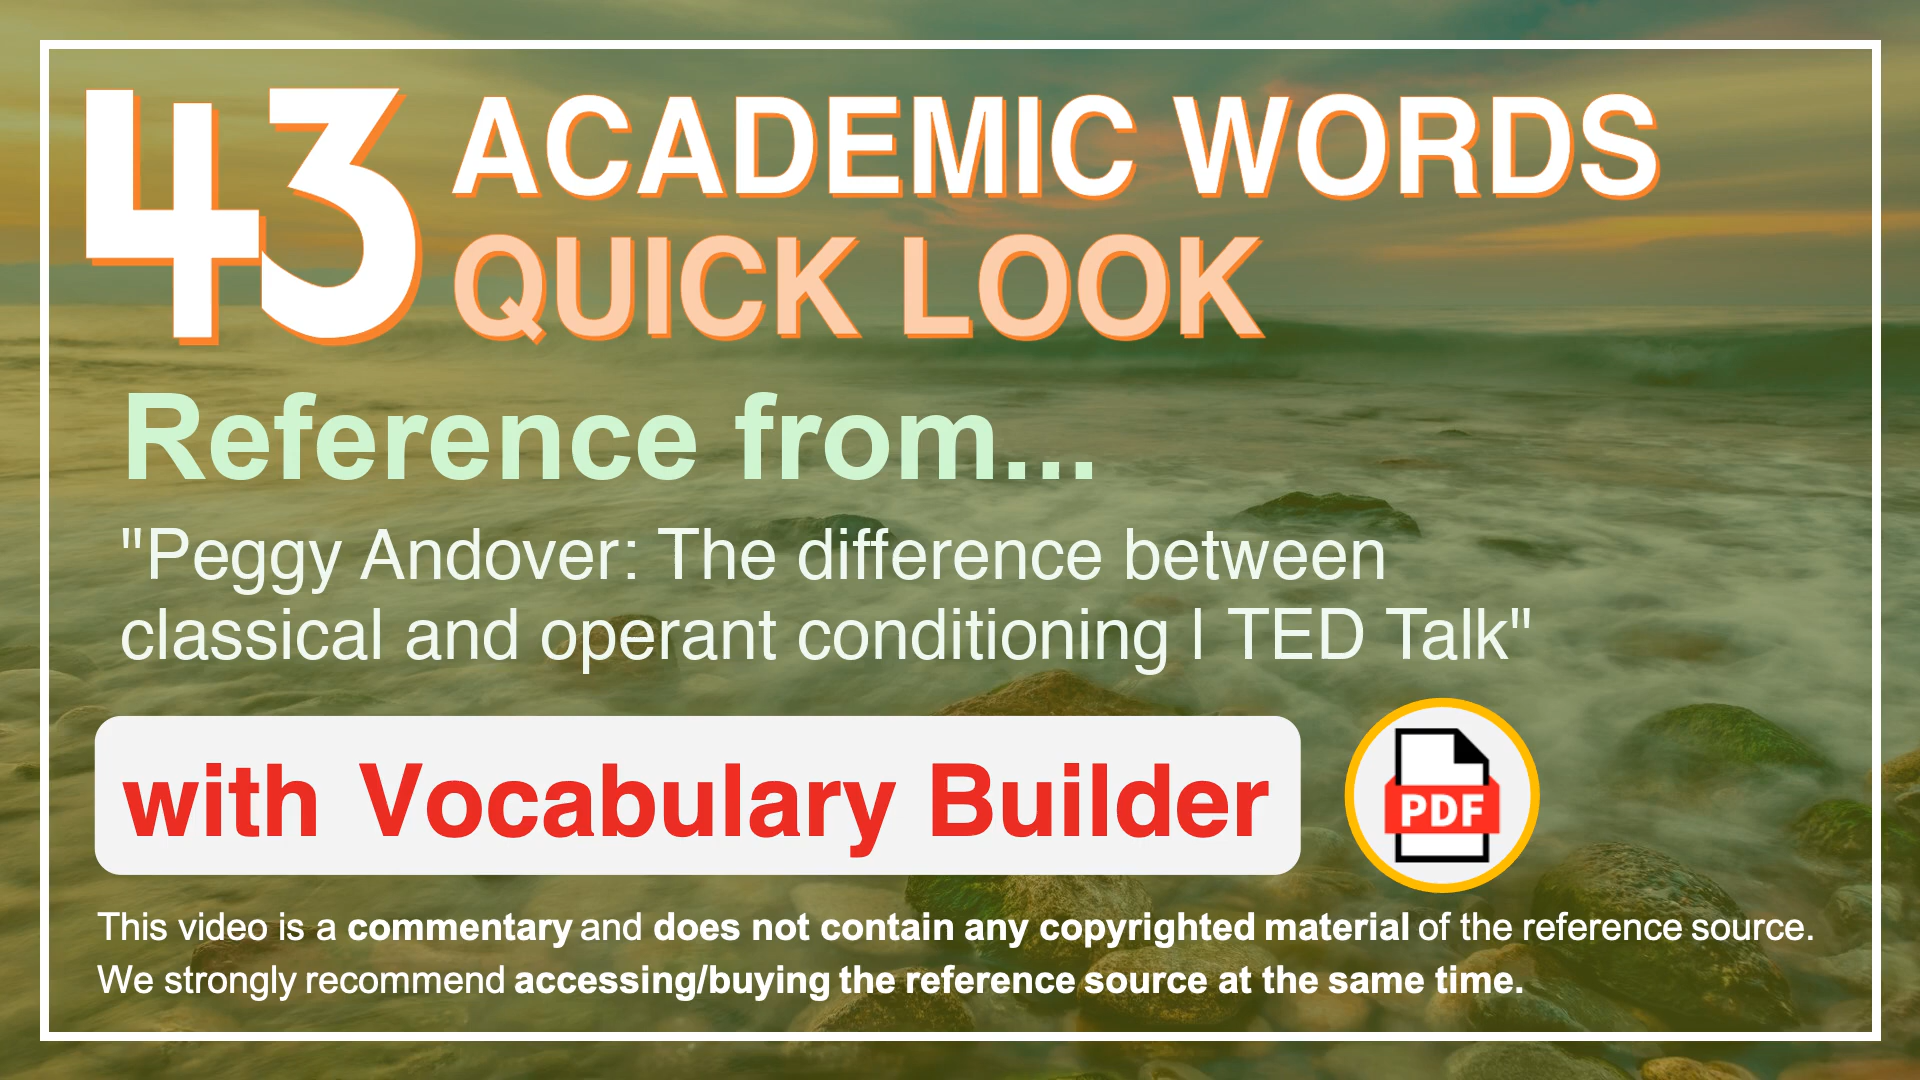 43 ACADEMIC WORDS
QUICK LOOK
Reference from...
"Peggy Andover: The difference between
classical and operant conditioning | TED Talk"
with Vocabulary Builder
PDF
This video is a commentary and does not contain any copyrighted material of the reference source.
We strongly recommend accessing/buying the reference source at the same time.